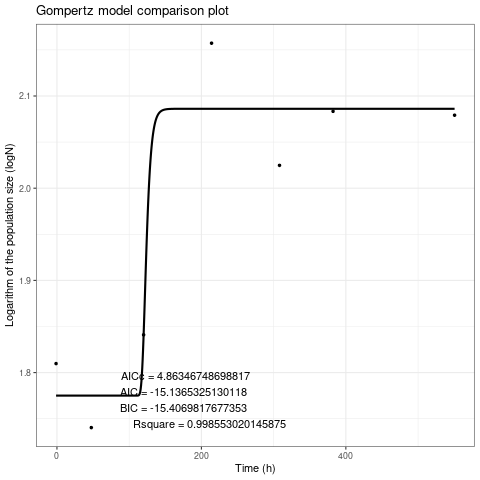 Gompertz model comparison plot
Logarithm of the population size (logN)
2.1
2.0
1.9
1.8
AICc = 4.86346748698817
AIC = -15.1365325130118
BIC = -15.4069817677353
Rsquare = 0.998553020145875
0
200
400
Time (h)